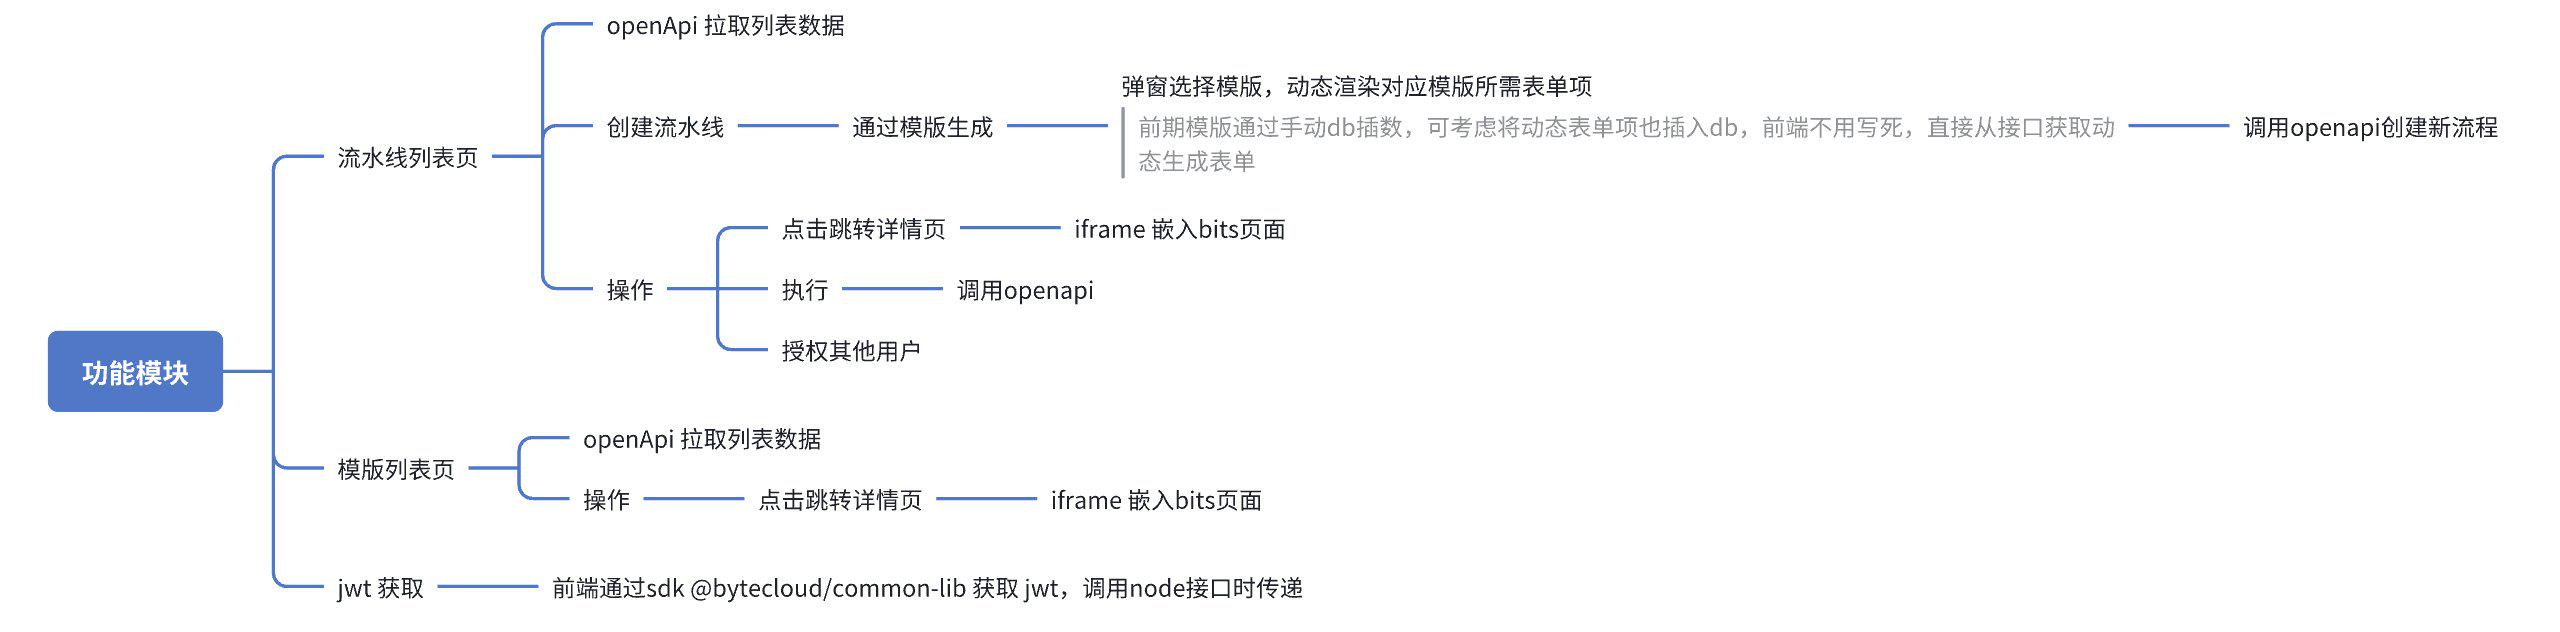 openApi 拉取列表数据
弹窗选择模版，动态渲染对应模版所需表单项
创建流水线
通过模版生成
前期模版通过手动db插数，可考虑将动态表单项也插入db，前端不用写死，直接从接口获取动
态生成表单
调用openapi创建新流程
流水线列表页
点击跳转详情页
iframe 嵌入bits页面
操作
执行
调用openapi
授权其他用户
功能模块
openApi 拉取列表数据
模版列表页
操作
点击跳转详情页
iframe 嵌入bits页面
jwt 获取
前端通过sdk @bytecloud/common-lib 获取 jwt，调用node接口时传递